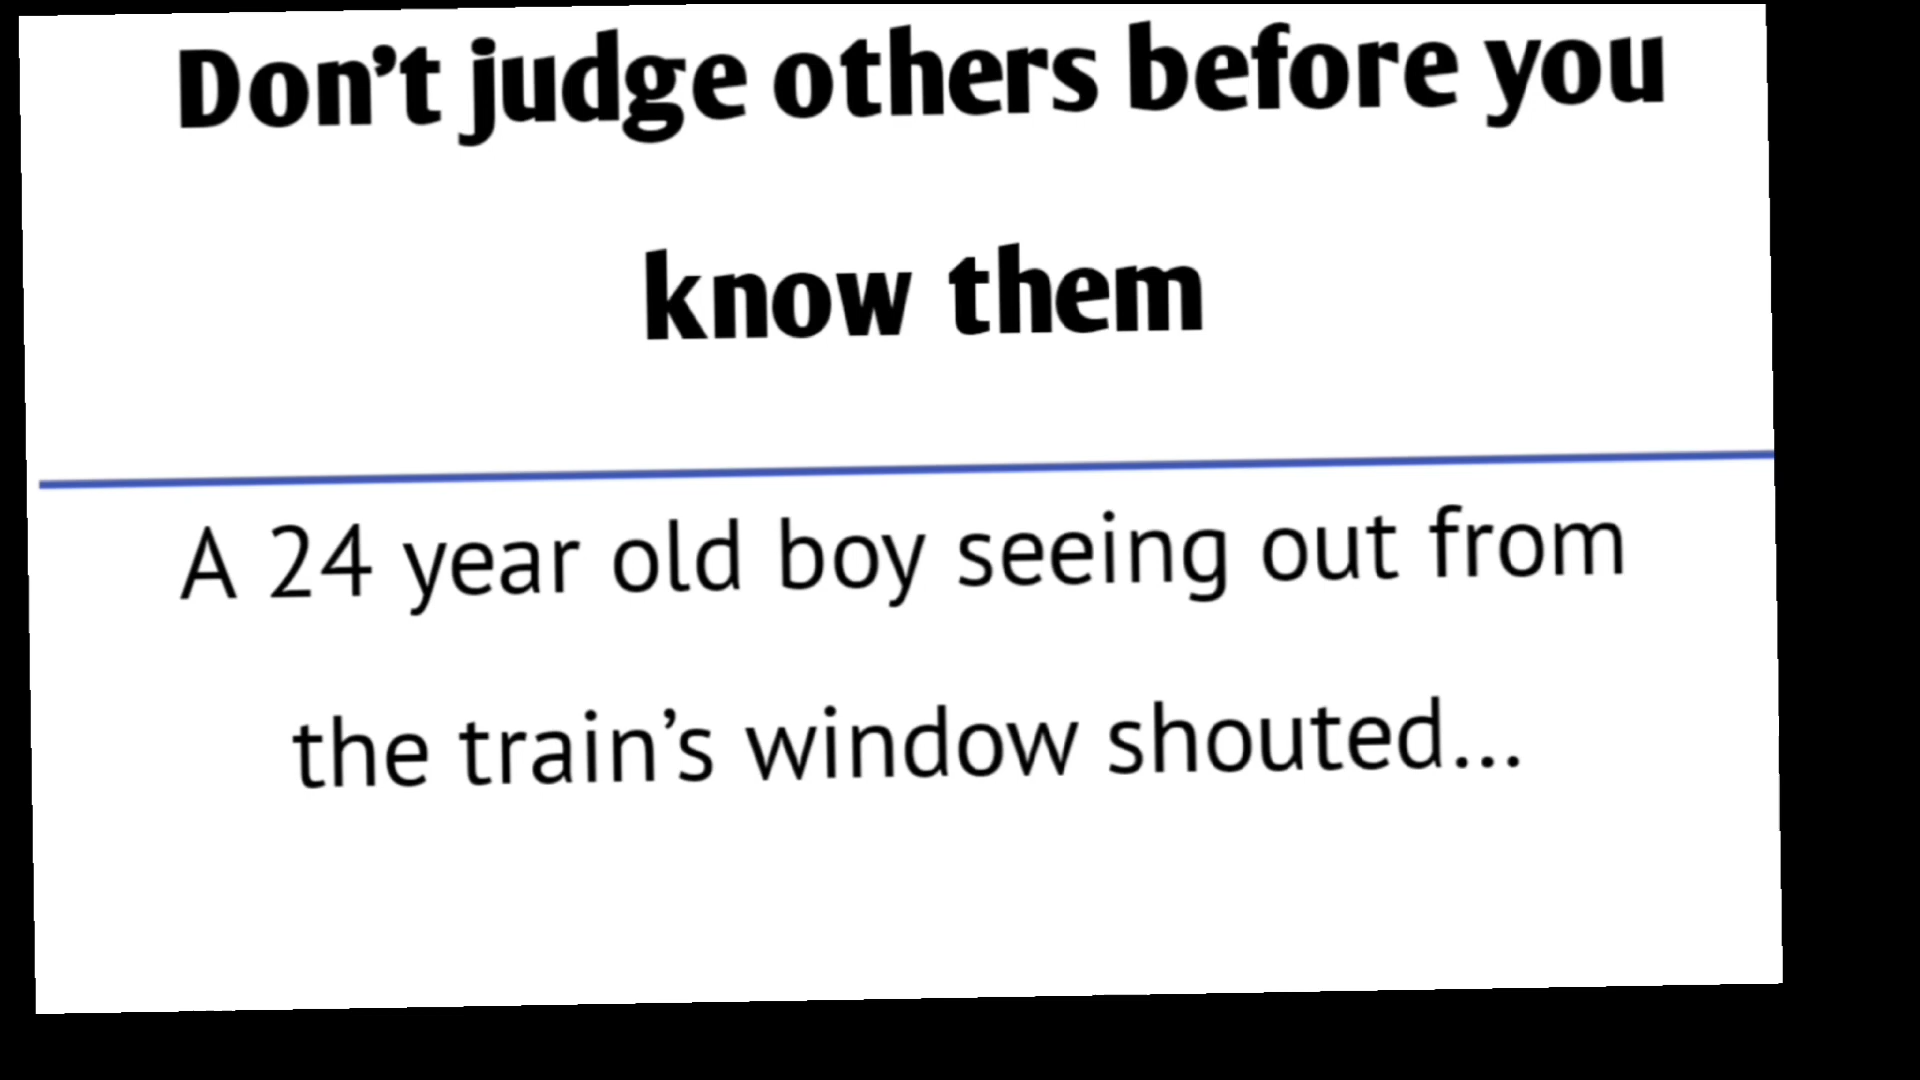 Don’t judge others before you
know them
A 24 year old boy seeing out from
the train’s window shouted...